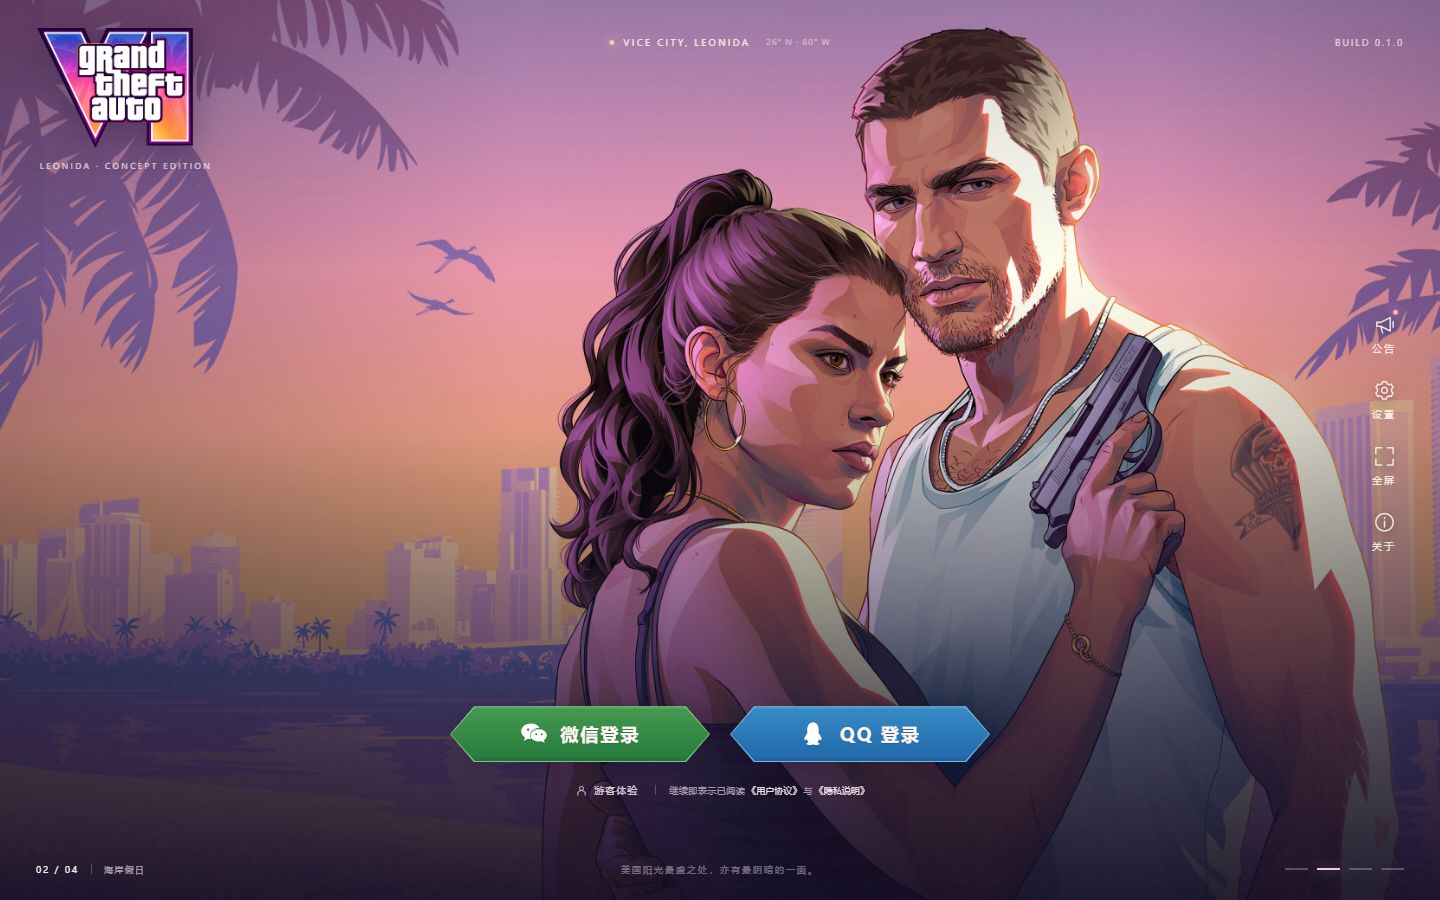 grand
theft
auto
VI
LEONIDA · CONCEPT EDITION
VICE CITY, LEONIDA 26° N · 80° W
BUILD 0.1.0
公告
设置
全屏
关于
微信登录
QQ 登录
游客体验 继续即表示已阅读《用户协议》与《隐私说明》
02 / 04 海岸假日
美国阳光最盛之处，亦有最阴暗的一面。